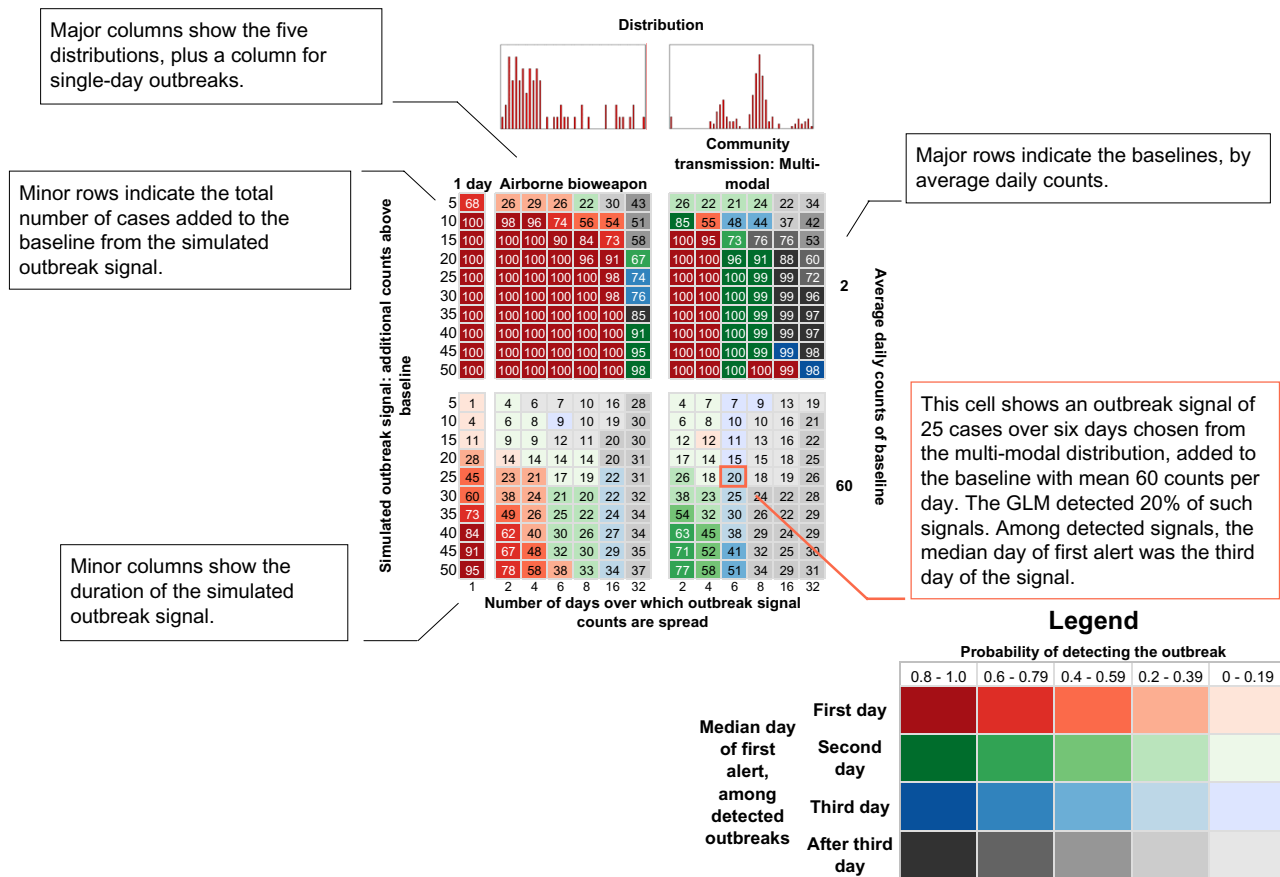 Distribution
Major columns show the five
distributions, plus a column for
single-day outbreaks.
Minor rows indicate the total
number of cases added to the
baseline from the simulated
outbreak signal.
Minor columns show the
duration of the simulated
outbreak signal.
Community
transmission: Multi-
modal
1 day Airborne bioweapon
5 68 26 29 26 22 30 43 26 22 21 24 22 34
10 100 98 96 74 56 54 51 85 55 48 44 37 42
15 100 100 100 90 84 73 58 100 95 73 76 76 53
20 100 100 100 100 96 91 67 100 100 96 91 88 60
25 100 100 100 100 100 98 74 100 100 100 99 99 72
30 100 100 100 100 100 98 76 100 100 100 99 99 96
35 100 100 100 100 100 100 85 100 100 100 99 99 97
40 100 100 100 100 100 100 91 100 100 100 99 99 97
45 100 100 100 100 100 100 95 100 100 100 99 99 98
50 100 100 100 100 100 100 98 100 100 100 100 99 98
2
5 1 4 6 7 10 16 28 4 7 7 9 13 19
10 4 6 8 9 10 19 30 6 8 10 10 16 21
15 11 9 9 12 11 20 30 12 12 11 13 16 22
20 28 14 14 14 14 20 31 17 14 15 15 18 25
25 45 23 21 17 19 22 31 26 18 20 18 19 26
30 60 38 24 21 20 22 32 38 23 25 24 22 28
35 73 49 26 25 22 24 34 54 32 30 26 22 29
40 84 62 40 30 26 27 34 63 45 38 29 24 29
45 91 67 48 32 30 29 35 71 52 41 32 25 30
50 95 78 58 38 33 34 37 77 58 51 34 29 31
60
1 2 4 6 8 16 32 2 4 6 8 16 32
Number of days over which outbreak signal
counts are spread
Simulated outbreak signal: additional counts above
baseline
Average daily counts of baseline
Major rows indicate the baselines, by
average daily counts.
This cell shows an outbreak signal of
25 cases over six days chosen from
the multi-modal distribution, added to
the baseline with mean 60 counts per
day. The GLM detected 20% of such
signals. Among detected signals, the
median day of first alert was the third
day of the signal.
Legend
Probability of detecting the outbreak
0.8 - 1.0 0.6 - 0.79 0.4 - 0.59 0.2 - 0.39 0 - 0.19
Median day
of first
alert,
among
detected
outbreaks
First day
Second
day
Third day
After third
day